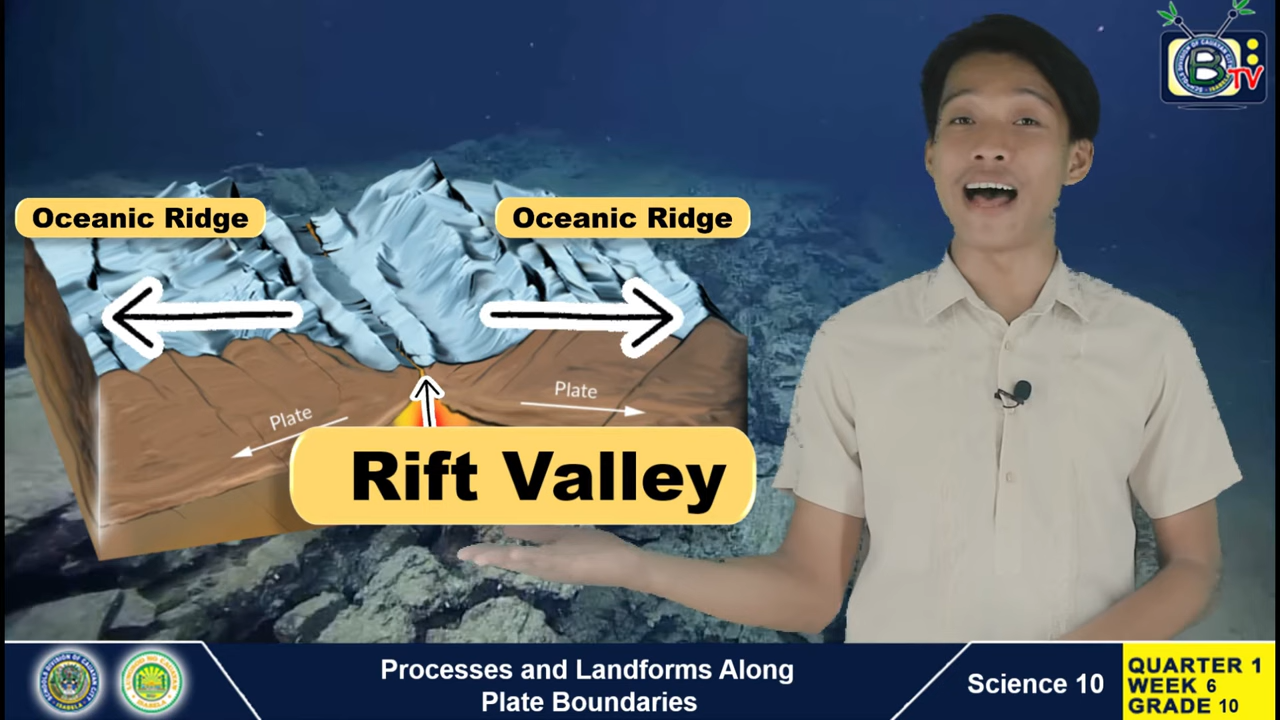 Oceanic Ridge
Oceanic Ridge
Plate
Plate
Rift Valley
B
TV
Processes and Landforms Along
Plate Boundaries
Science 10
QUARTER 1
WEEK 6
GRADE 10